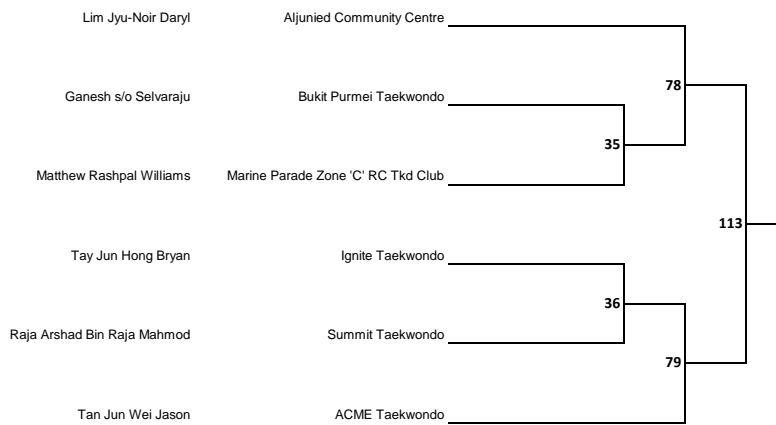 Lim Jyu-Noir Daryl Aljunied Community Centre
78
Ganesh s/o Selvaraju Bukit Purmei Taekwondo
35
Matthew Rashpal Williams Marine Parade Zone 'C' RC Tkd Club
113
Tay Jun Hong Bryan Ignite Taekwondo
36
Raja Arshad Bin Raja Mahmod Summit Taekwondo
79
Tan Jun Wei Jason ACME Taekwondo